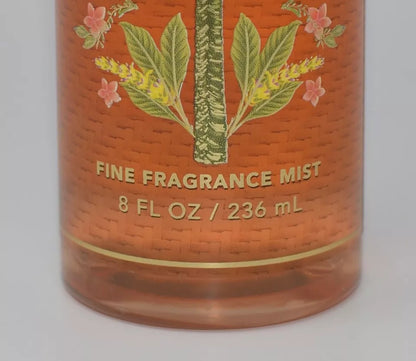 FINE FRAGRANCE MIST
8 FL OZ / 236 mL